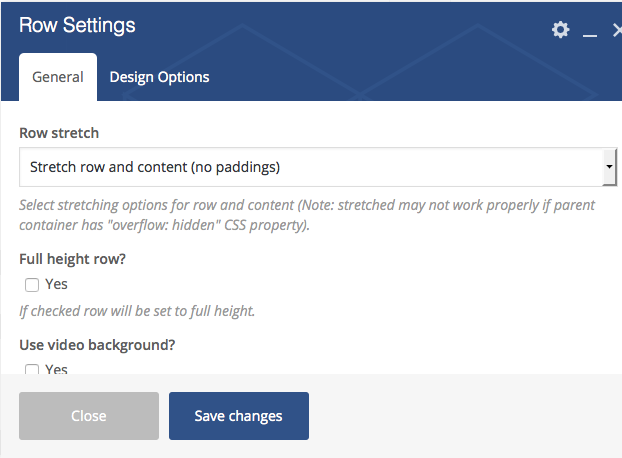 Row Settings
General Design Options
Row stretch
Stretch row and content (no paddings)
Select stretching options for row and content (Note: stretched may not work properly if parent
container has "overflow: hidden" CSS property).
Full height row?
Yes
If checked row will be set to full height.
Use video background?
Yes
Close Save changes